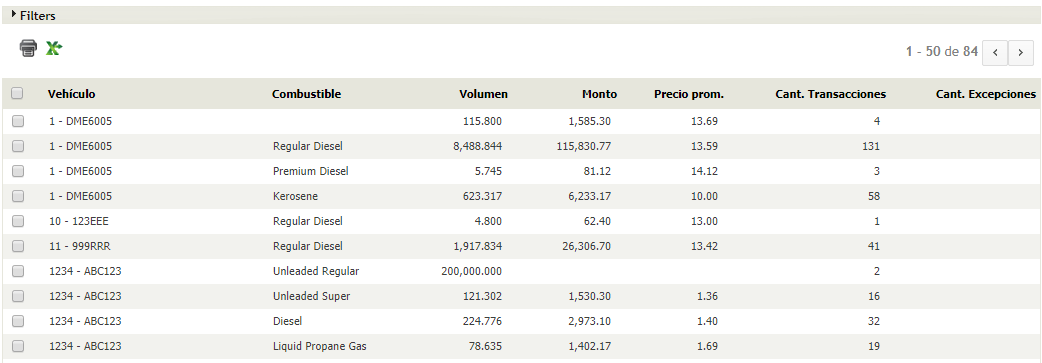 Filters
1 - 50 de 84
Vehículo Combustible Volumen Monto Precio prom. Cant. Transacciones Cant. Excepciones
1 - DME6005 115.800 1,585.30 13.69 4
1 - DME6005 Regular Diesel 8,488.844 115,830.77 13.59 131
1 - DME6005 Premium Diesel 5.745 81.12 14.12 3
1 - DME6005 Kerosene 623.317 6,233.17 10.00 58
10 - 123EEE Regular Diesel 4.800 62.40 13.00 1
11 - 999RRR Regular Diesel 1,917.834 26,306.70 13.42 41
1234 - ABC123 Unleaded Regular 200,000.000 2
1234 - ABC123 Unleaded Super 121.302 1,530.30 1.36 16
1234 - ABC123 Diesel 224.776 2,973.10 1.40 32
1234 - ABC123 Liquid Propane Gas 78.635 1,402.17 1.69 19